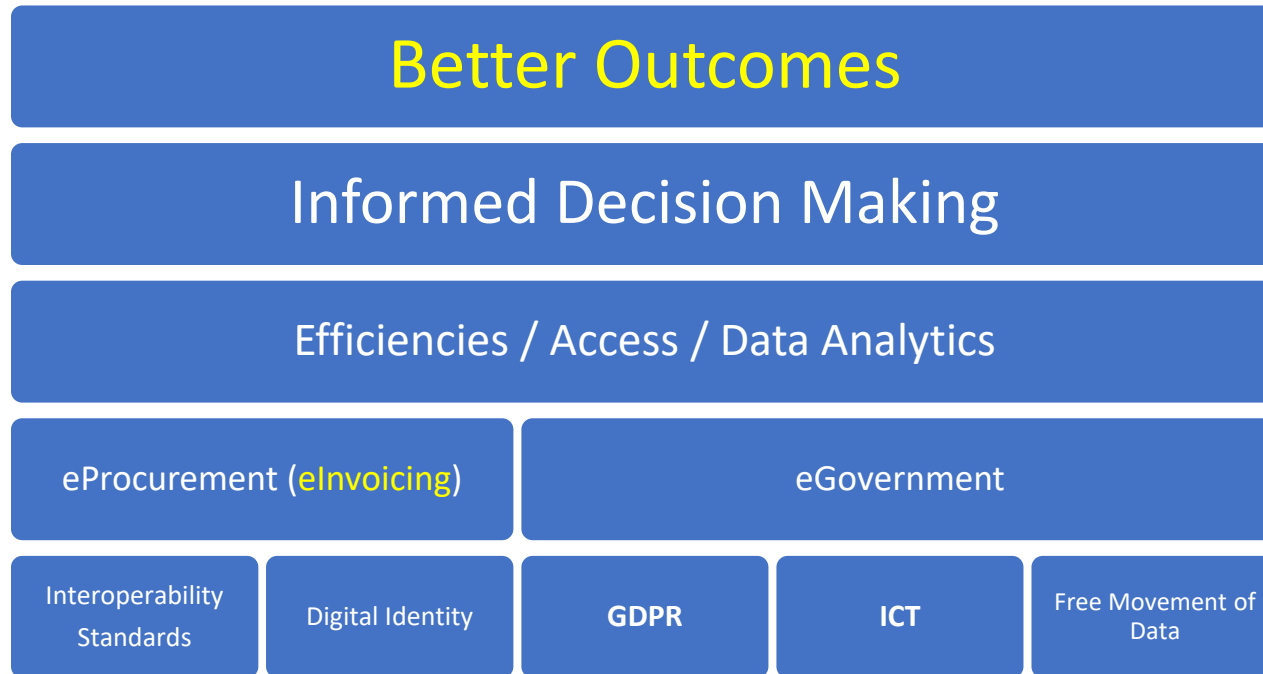 Better Outcomes
Informed Decision Making
Efficiencies / Access / Data Analytics
eProcurement (eInvoicing)
eGovernment
Interoperability
Standards
Digital Identity
GDPR
ICT
Free Movement of
Data